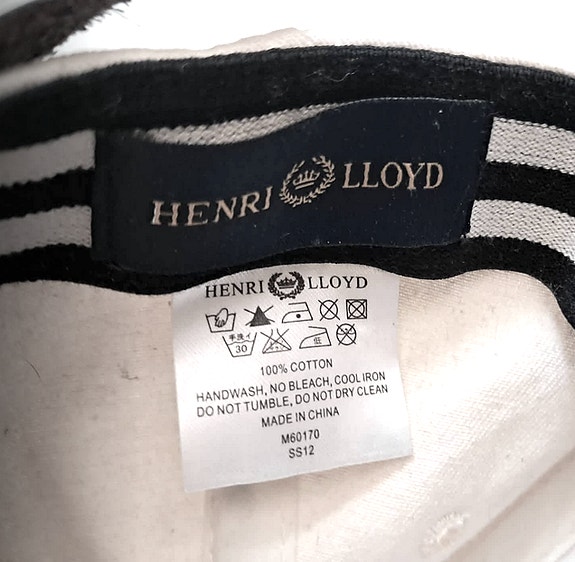 HENRI LLOYD
HENRI LLOYD
手洗イ
30
低
100% COTTON
HANDWASH, NO BLEACH, COOL IRON
DO NOT TUMBLE, DO NOT DRY CLEAN
MADE IN CHINA
M60170
SS12